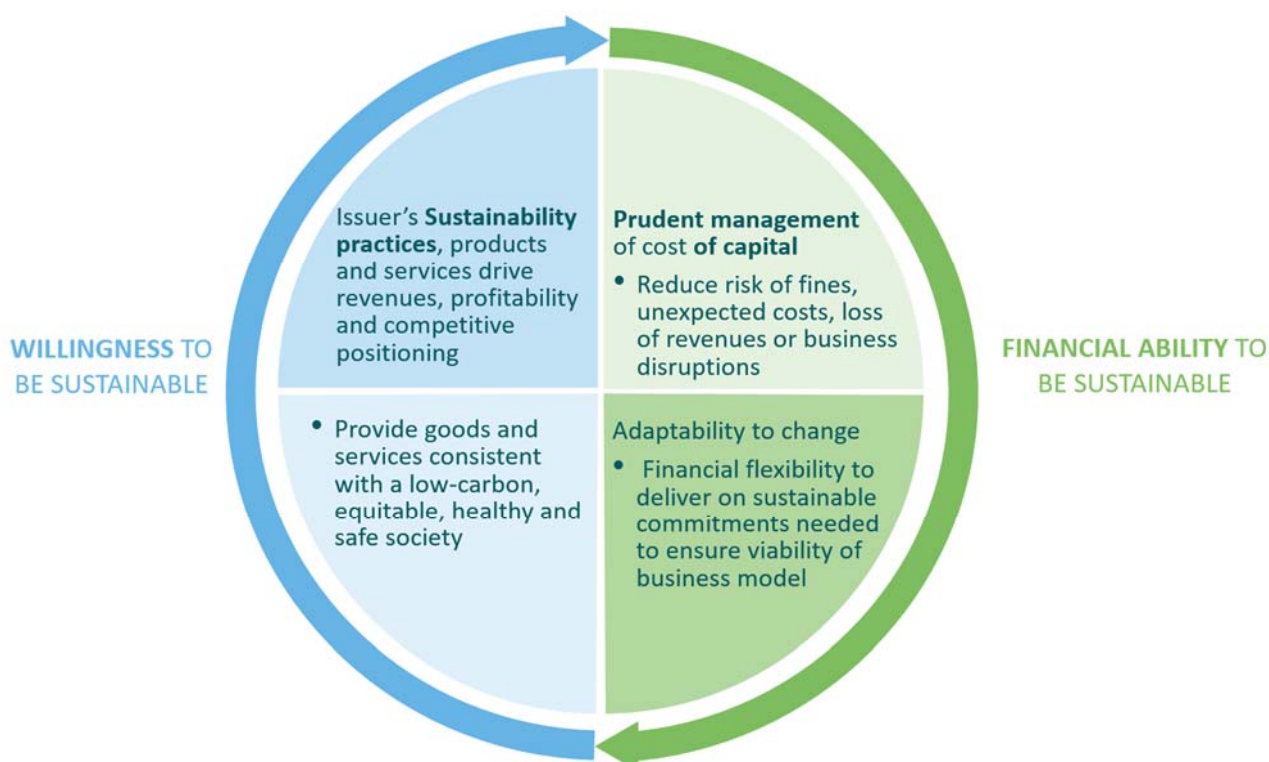 Issuer's Sustainability
practices, products
and services drive
revenues, profitability
and competitive
positioning
Prudent management
of cost of capital
• Reduce risk of fines,
unexpected costs, loss
of revenues or business
disruptions
WILLINGNESS TO
BE SUSTAINABLE
FINANCIAL ABILITY TO
BE SUSTAINABLE
• Provide goods and
services consistent
with a low-carbon,
equitable, healthy and
safe society
Adaptability to change
• Financial flexibility to
deliver on sustainable
commitments needed
to ensure viability of
business model